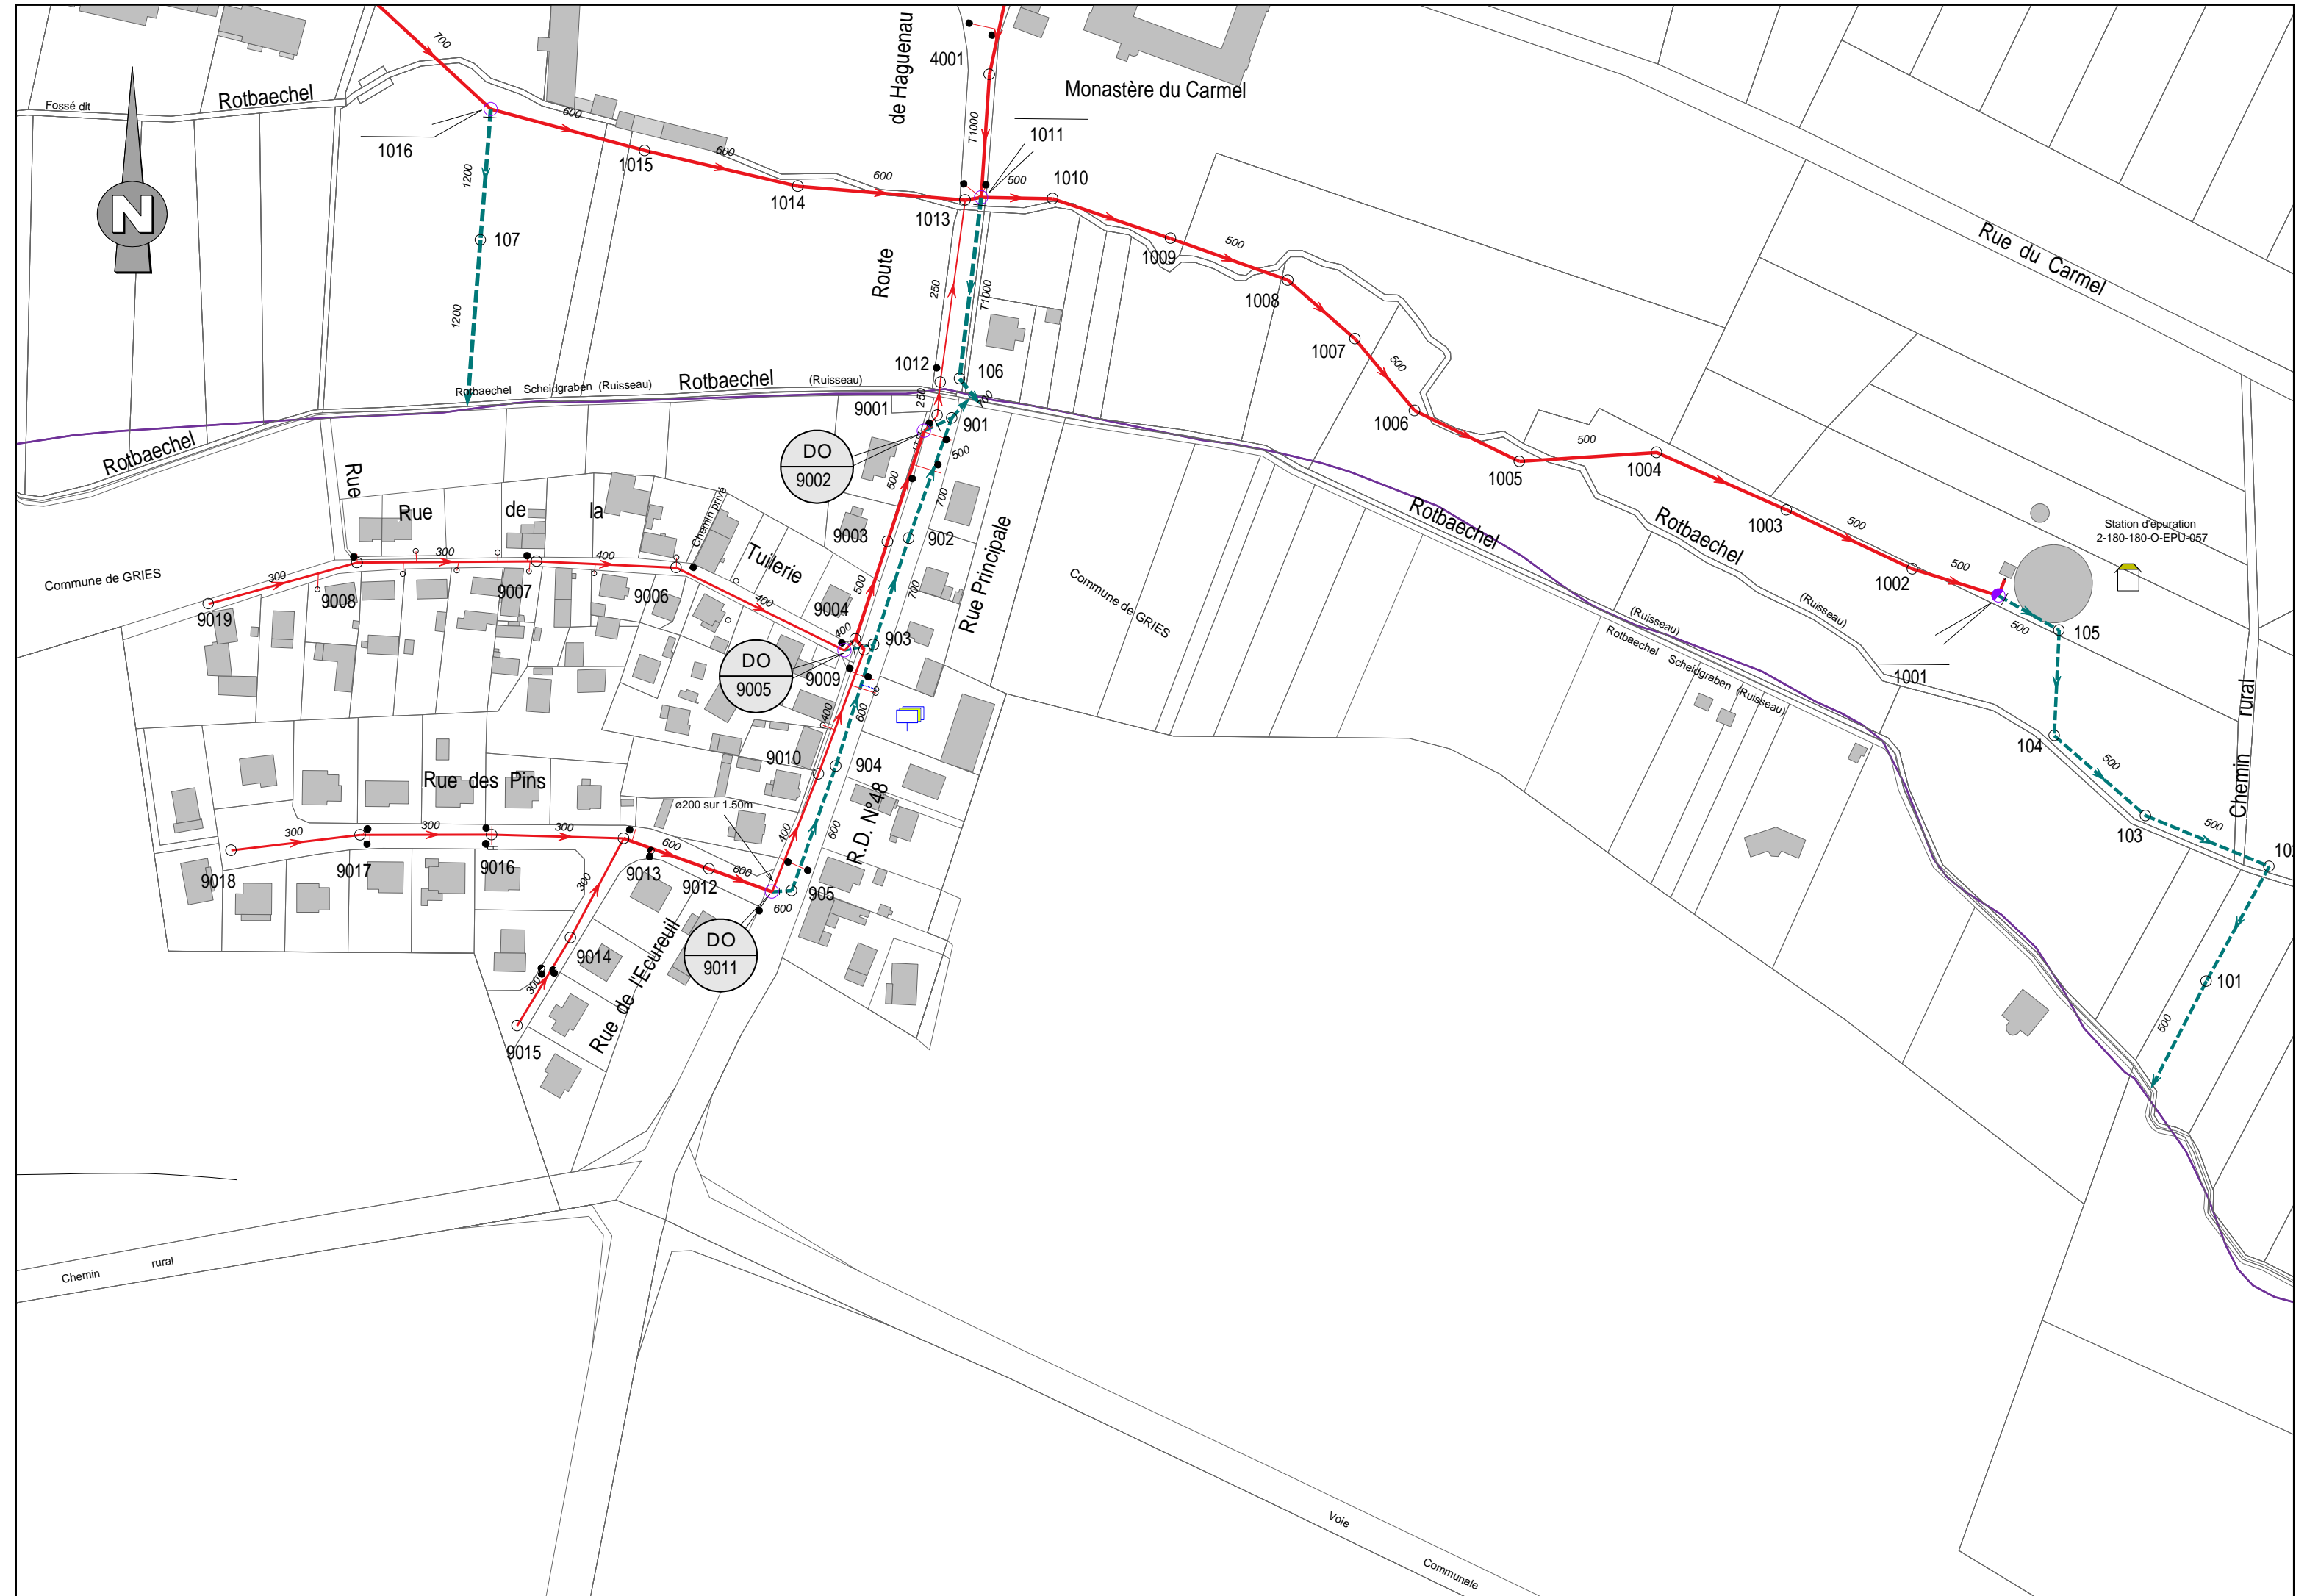 700
de Haguenau
4001
Monastère du Carmel
Rotbaechel
Fossé dit
600
T1000
1011
1016
1015
600
600
500
1010
1200
1014
1013
N
107
Route
1009
500
Rue du Carmel
250
T1000
1008
1200
1007
1012
106
500
Rotbaechel Scheidgraben (Ruisseau)
Rotbaechel
(Ruisseau)
250
700
9001
901
1006
Rotbaechel
DO
9002
500
500
500
1004
1005
Rue
Chemin privé
500
700
Rotbaechel
Rotbaechel
1003
500
Station d'épuration
2-180-180-O-EPU-057
Rue
de
la
9003
902
Rue Principale
Tuilerie
300
400
Commune de GRIES
300
9008
9007
9006
400
500
700
Commune de GRIES
1002
500
9019
9004
400
903
(Ruisseau)
(Ruisseau)
500
105
Rotbaechel Scheidgraben (Ruisseau)
DO
9005
9009
1001
Chemin rural
400
600
104
500
9010
904
Rue des Pins
ø200 sur 1.50m
R.D. N°48
300
300
300
600
400
600
103
500
10
9018
9017
9016
9013
9012
600
905
300
600
DO
9011
9014
300
Rue de l'Ecureuil
101
500
9015
Chemin rural
Voie
Communale